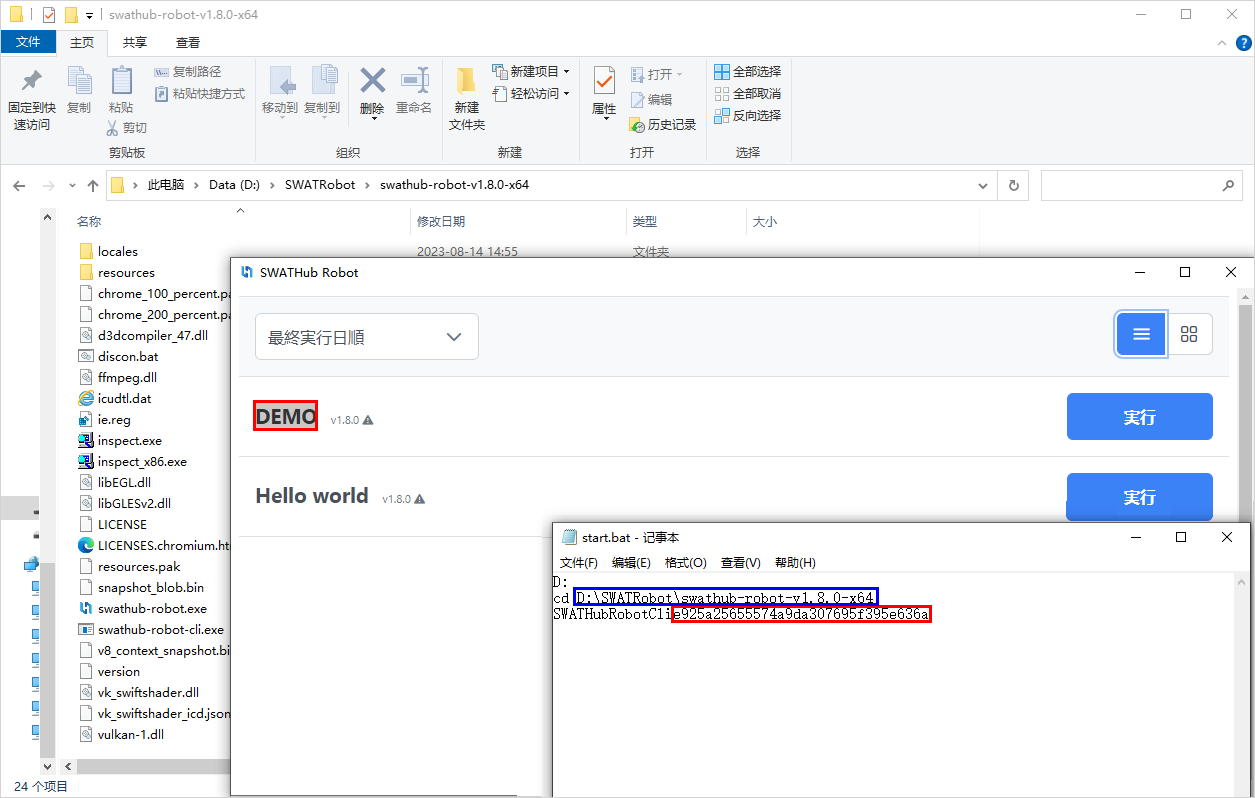 swathub-robot-v1.8.0-x64
文件 主页 共享 查看
固定到快速访问
复制
粘贴
复制路径
粘贴快捷方式
剪切
剪贴板
移动到
复制到
删除
重命名
组织
新建文件夹
新建项目
轻松访问
新建
属性
打开
编辑
历史记录
打开
全部选择
全部取消
反向选择
选择
此电脑 › Data (D:) › SWATRobot › swathub-robot-v1.8.0-x64
名称 修改日期 类型 大小
locales 2023-08-14 14:55 文件夹
resources
chrome_100_percent.pa
chrome_200_percent.pa
d3dcompiler_47.dll
discon.bat
ffmpeg.dll
icudtl.dat
ie.reg
inspect.exe
inspect_x86.exe
libEGL.dll
libGLESv2.dll
LICENSE
LICENSES.chromium.ht
resources.pak
snapshot_blob.bin
swathub-robot.exe
swathub-robot-cli.exe
v8_context_snapshot.bi
version
vk_swiftshader.dll
vk_swiftshader_icd.json
vulkan-1.dll
24 个项目
SWATHub Robot
最終実行日順
DEMO v1.8.0 実行
Hello world v1.8.0 実行
start.bat - 记事本
文件(F) 编辑(E) 格式(O) 查看(V) 帮助(H)
D:
cd D:\SWATRobot\swathub-robot-v1.8.0-x64
SWATHubRobotClie925a25655574a9da307695f395e636a